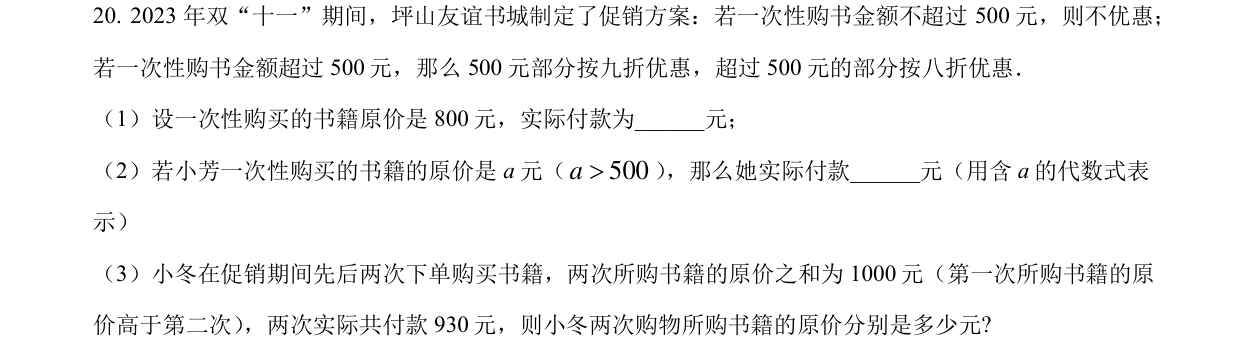 20. 2023 年双“十一”期间，坪山友谊书城制定了促销方案：若一次性购书金额不超过 500 元，则不优惠；
若一次性购书金额超过 500 元，那么 500 元部分按九折优惠，超过 500 元的部分按八折优惠．
（1）设一次性购买的书籍原价是 800 元，实际付款为______元；
（2）若小芳一次性购买的书籍的原价是 a 元（a > 500），那么她实际付款______元（用含 a 的代数式表
示）
（3）小冬在促销期间先后两次下单购买书籍，两次所购书籍的原价之和为 1000 元（第一次所购书籍的原
价高于第二次），两次实际共付款 930 元，则小冬两次购物所购书籍的原价分别是多少元?